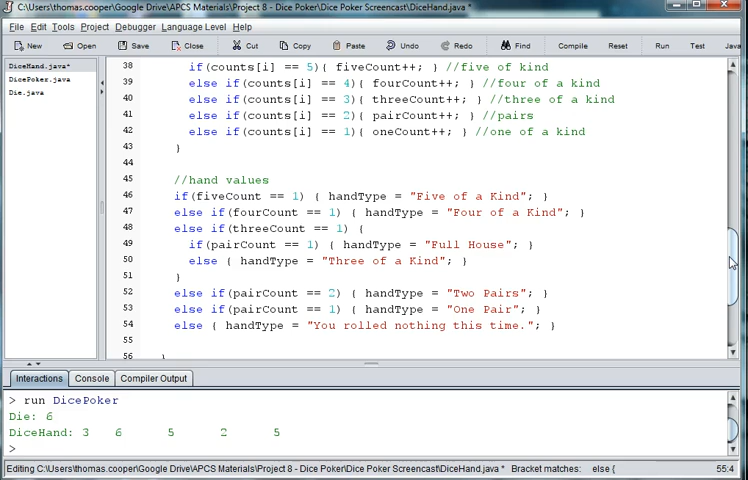 C:\Users\thomas.cooper\Google Drive\APCS Materials\Project 8 - Dice Poker\Dice Poker Screencast\DiceHand.java *
File Edit Tools Project Debugger Language Level Help
New Open Save Close Cut Copy Paste Undo Redo Find Compile Reset Run Test Java
DiceHand.java*
DicePoker.java
Die.java
38 if(counts[i] == 5){ fiveCount++; } //five of kind
39 else if(counts[i] == 4){ fourCount++; } //four of a kind
40 else if(counts[i] == 3){ threeCount++; } //three of a kind
41 else if(counts[i] == 2){ pairCount++; } //pairs
42 else if(counts[i] == 1){ oneCount++; } //one of a kind
43 }
44
45 //hand values
46 if(fiveCount == 1) { handType = "Five of a Kind"; }
47 else if(fourCount == 1) { handType = "Four of a Kind"; }
48 else if(threeCount == 1) {
49 if(pairCount == 1) { handType = "Full House"; }
50 else { handType = "Three of a Kind"; }
51 }
52 else if(pairCount == 2) { handType = "Two Pairs"; }
53 else if(pairCount == 1) { handType = "One Pair"; }
54 else { handType = "You rolled nothing this time."; }
55
56 }
Interactions Console Compiler Output
> run DicePoker
Die: 6
DiceHand: 3 6 5 2 5
>
Editing C:\Users\thomas.cooper\Google Drive\APCS Materials\Project 8 - Dice Poker\Dice Poker Screencast\DiceHand.java * Bracket matches: else { 55:4